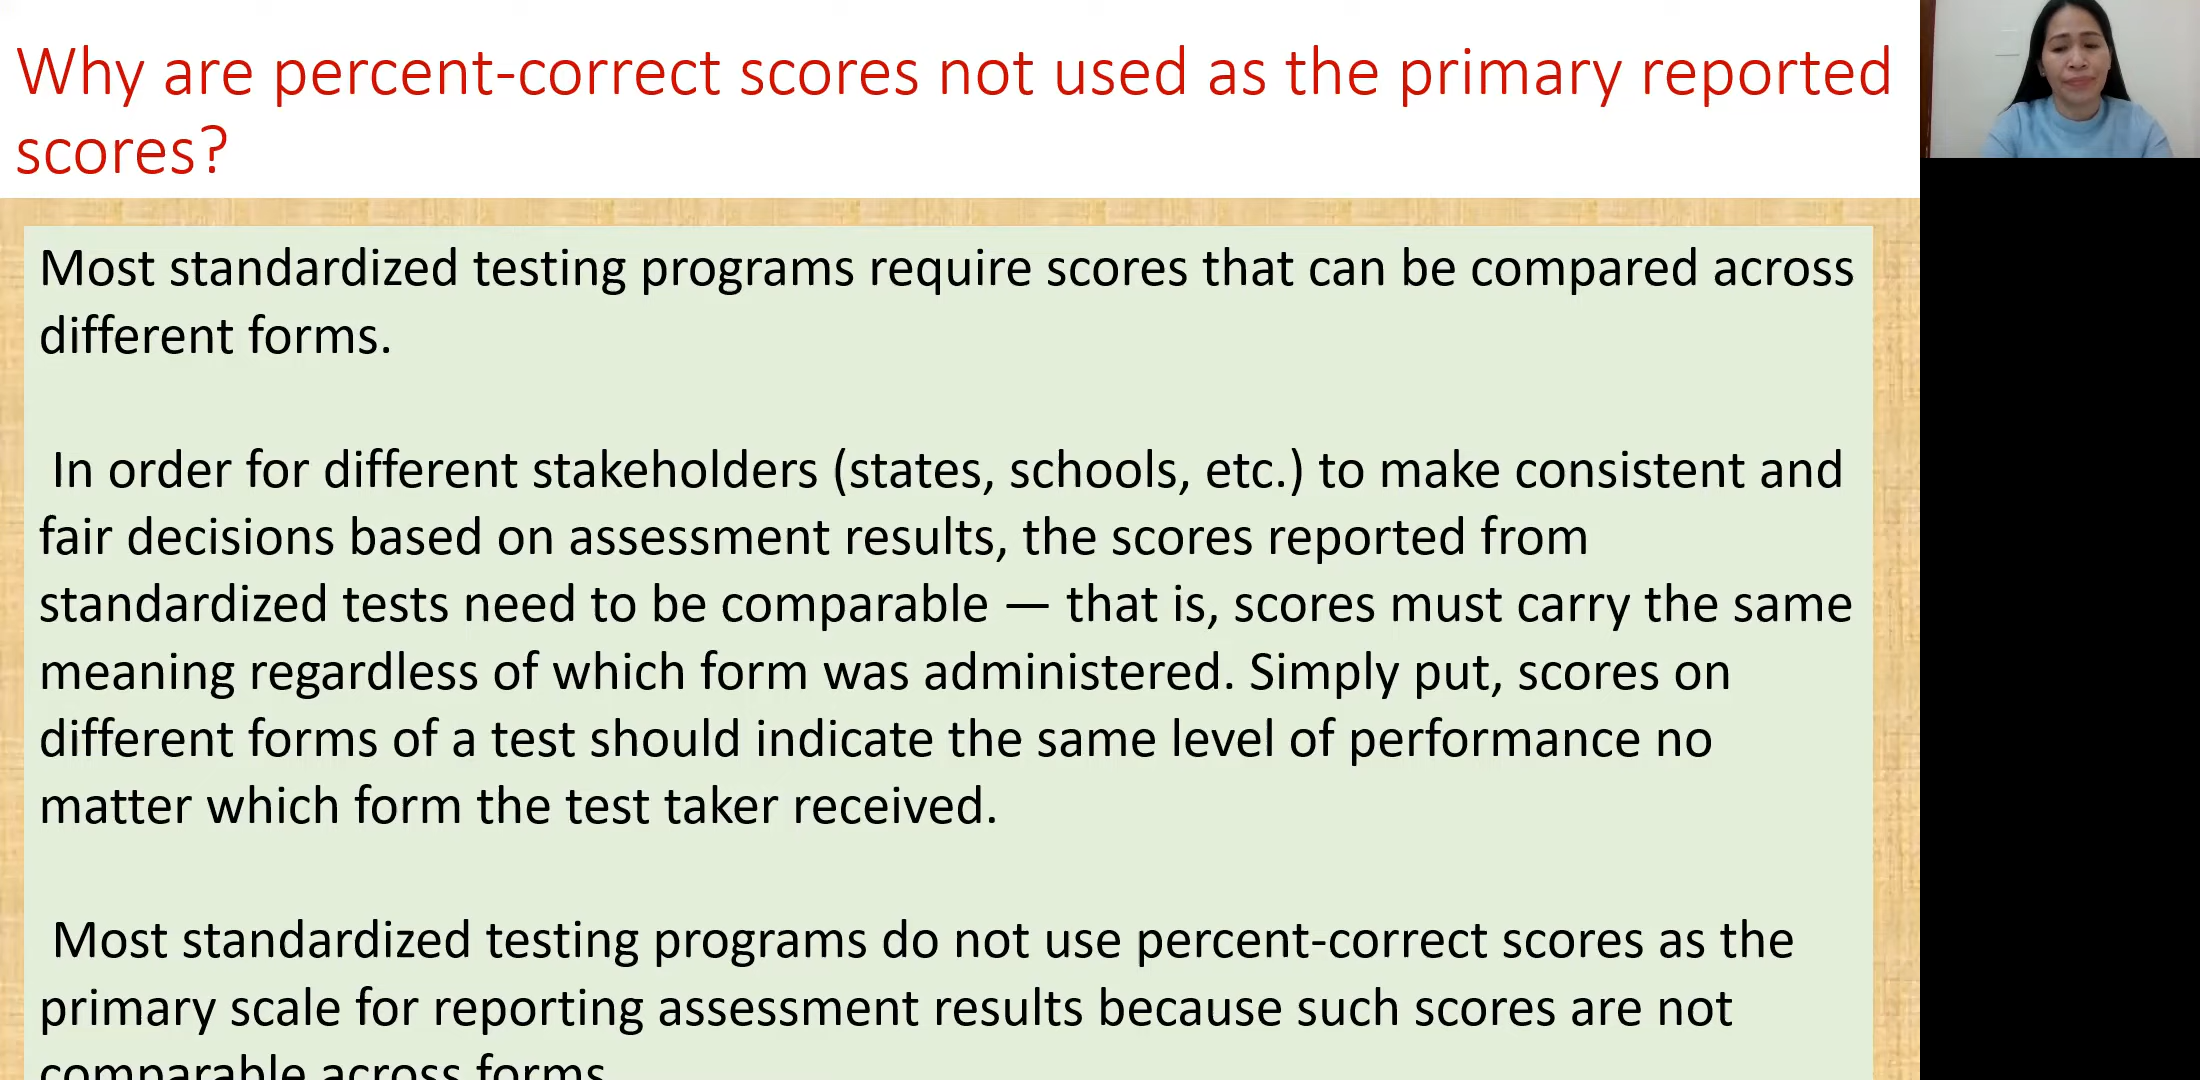 Why are percent-correct scores not used as the primary reported
scores?
Most standardized testing programs require scores that can be compared across
different forms.
In order for different stakeholders (states, schools, etc.) to make consistent and
fair decisions based on assessment results, the scores reported from
standardized tests need to be comparable — that is, scores must carry the same
meaning regardless of which form was administered. Simply put, scores on
different forms of a test should indicate the same level of performance no
matter which form the test taker received.
Most standardized testing programs do not use percent-correct scores as the
primary scale for reporting assessment results because such scores are not
comparable across forms